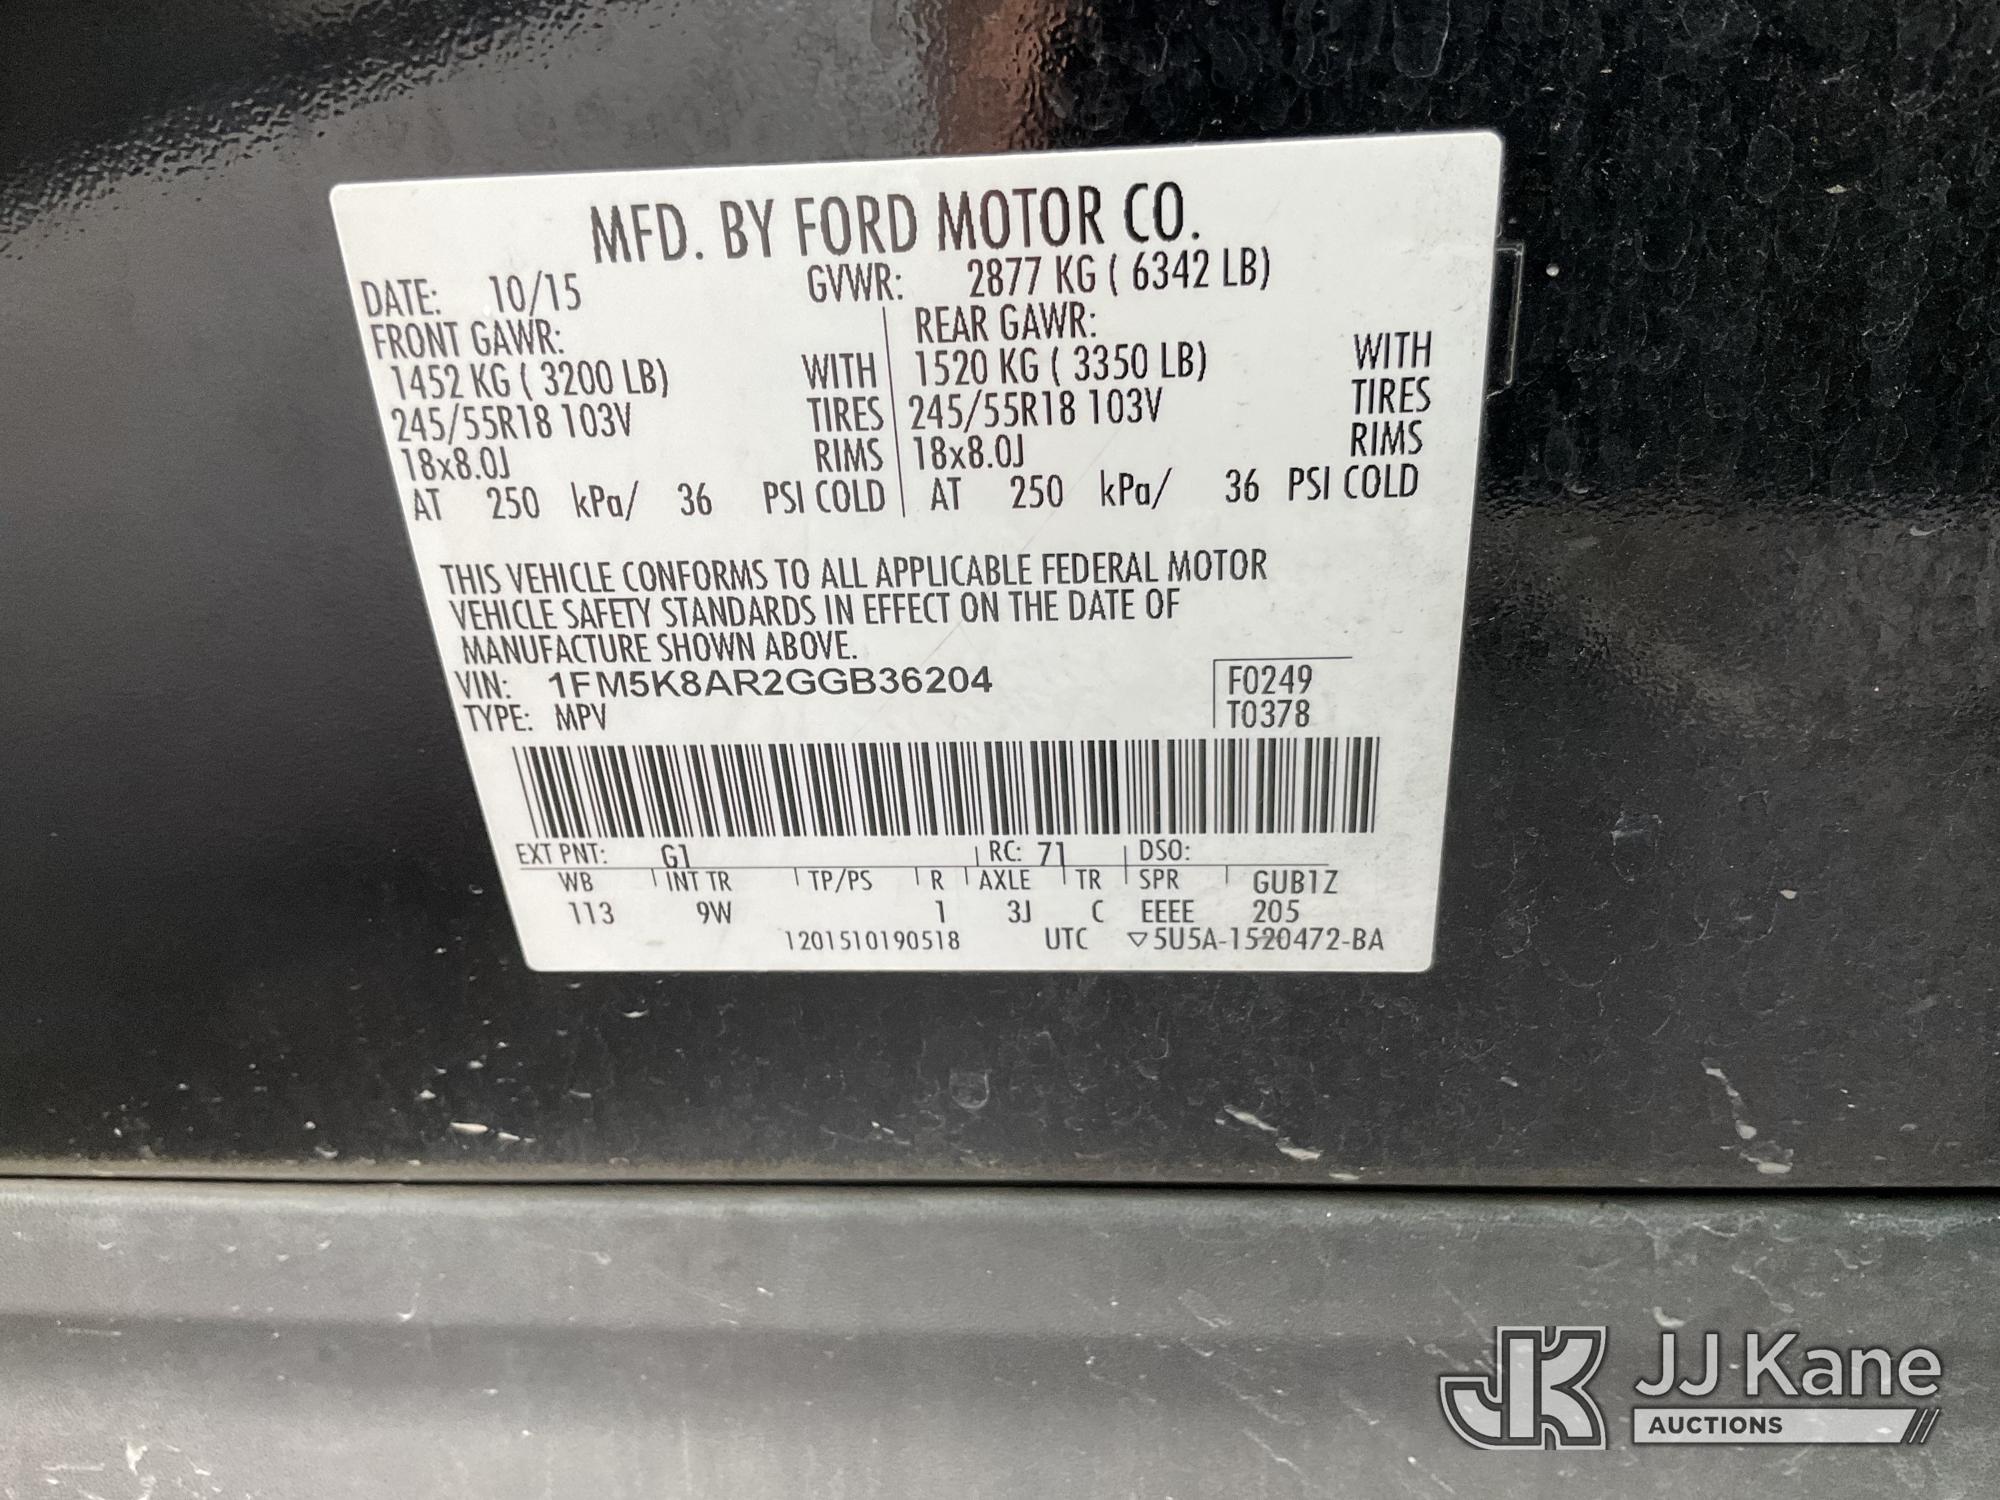 MFD. BY FORD MOTOR CO.
DATE: 10/15 GVWR: 2877 KG ( 6342 LB)
FRONT GAWR: REAR GAWR:
1452 KG ( 3200 LB) WITH 1520 KG ( 3350 LB) WITH
245/55R18 103V TIRES 245/55R18 103V TIRES
18x8.0J RIMS 18x8.0J RIMS
AT 250 kPa/ 36 PSI COLD AT 250 kPa/ 36 PSI COLD
THIS VEHICLE CONFORMS TO ALL APPLICABLE FEDERAL MOTOR
VEHICLE SAFETY STANDARDS IN EFFECT ON THE DATE OF
MANUFACTURE SHOWN ABOVE.
VIN: 1FM5K8AR2GGB36204 F0249
TYPE: MPV T0378
EXT PNT: G1 RC: 71 DSO:
WB INT TR TP/PS R AXLE TR SPR GUB1Z
113 9W 1 3J C EEEE 205
1201510190518 UTC ▽5U5A-1520472-BA
JK JJ Kane
AUCTIONS